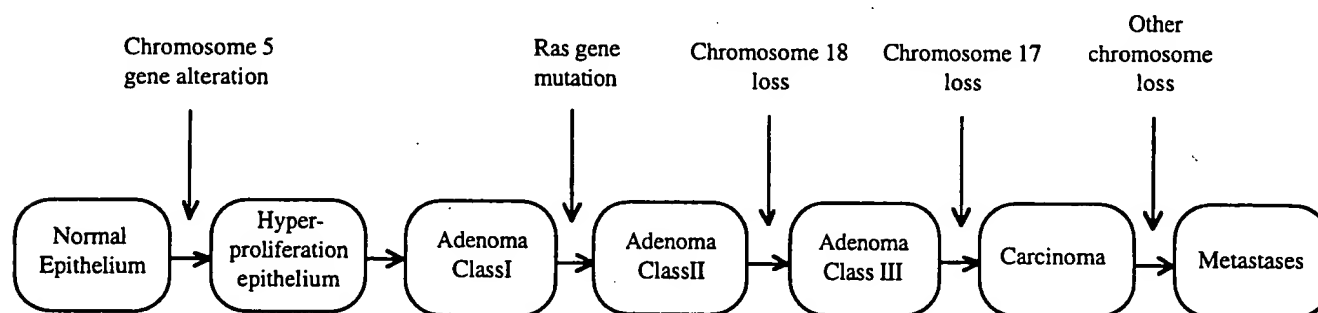 Chromosome 5
gene alteration
Ras gene
mutation
Chromosome 18
loss
Chromosome 17
loss
Other
chromosome
loss
Normal
Epithelium
Hyper-
proliferation
epithelium
Adenoma
ClassI
Adenoma
ClassII
Adenoma
Class III
Carcinoma
Metastases